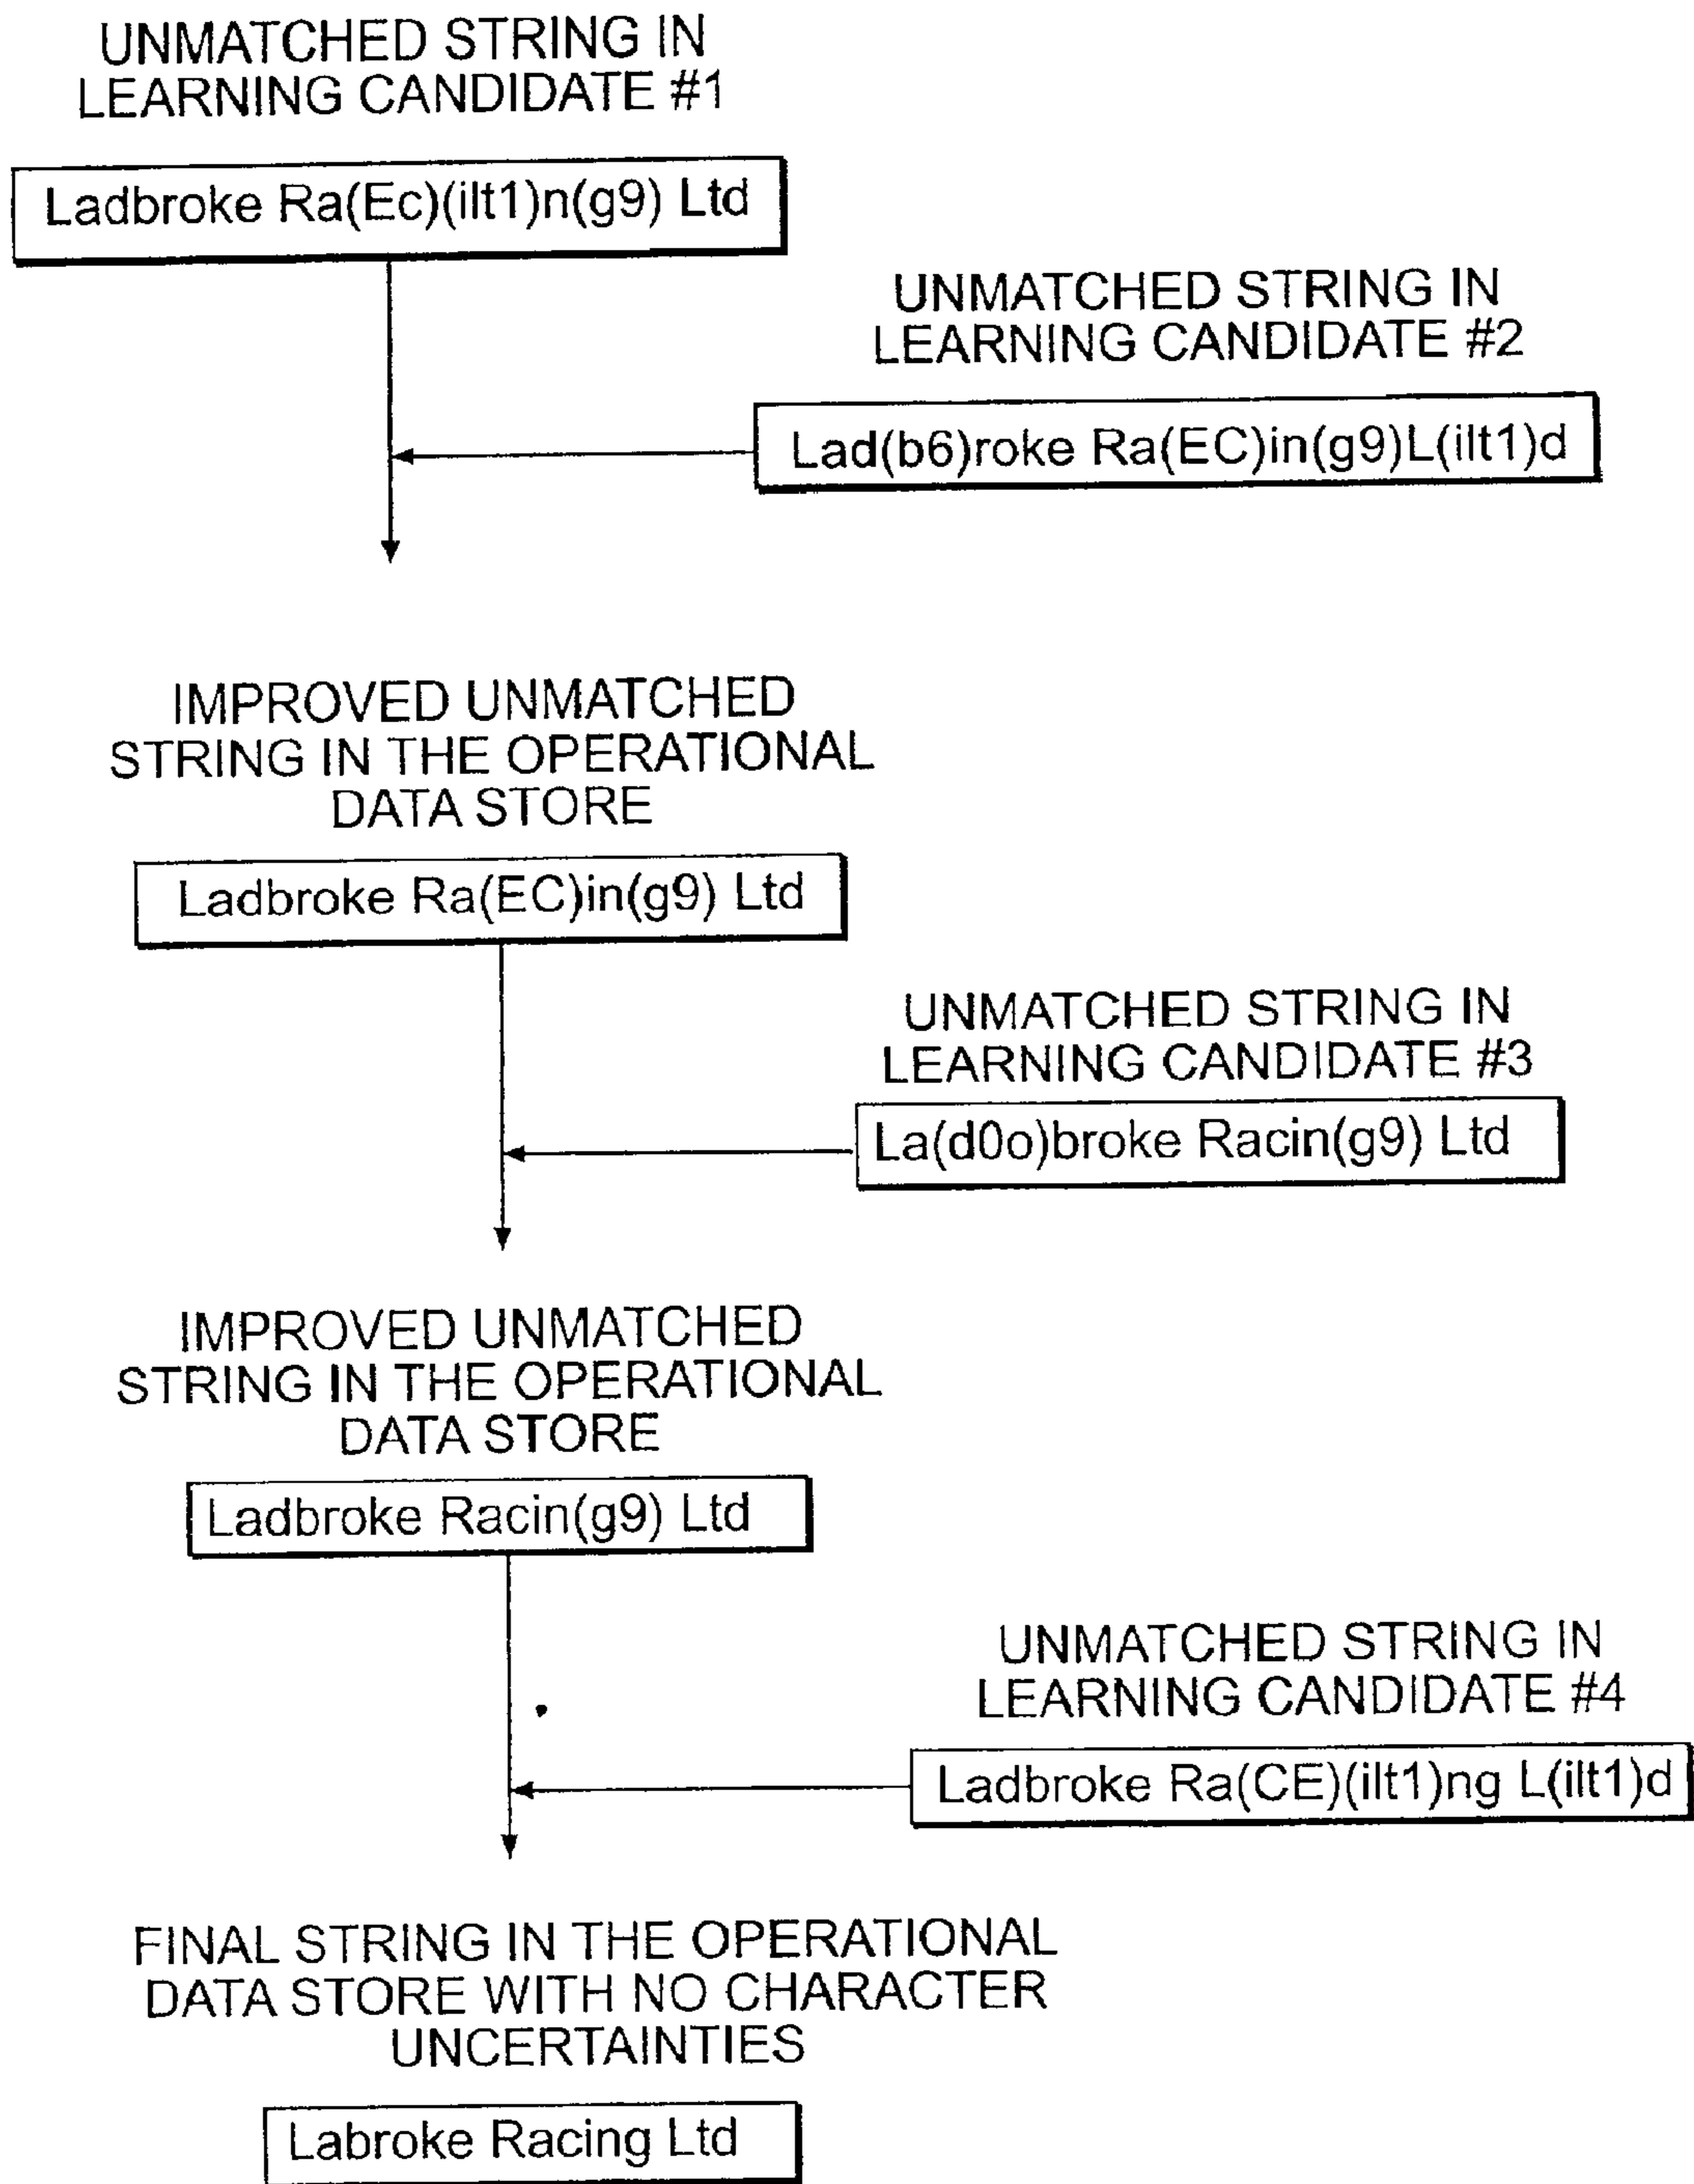 UNMATCHED STRING IN
LEARNING CANDIDATE #1
Ladbroke Ra(Ec)(ilt1)n(g9) Ltd
UNMATCHED STRING IN
LEARNING CANDIDATE #2
Lad(b6)roke Ra(EC)in(g9)L(ilt1)d
IMPROVED UNMATCHED
STRING IN THE OPERATIONAL
DATA STORE
Ladbroke Ra(EC)in(g9) Ltd
UNMATCHED STRING IN
LEARNING CANDIDATE #3
La(d0o)broke Racin(g9) Ltd
IMPROVED UNMATCHED
STRING IN THE OPERATIONAL
DATA STORE
Ladbroke Racin(g9) Ltd
UNMATCHED STRING IN
LEARNING CANDIDATE #4
Ladbroke Ra(CE)(ilt1)ng L(ilt1)d
FINAL STRING IN THE OPERATIONAL
DATA STORE WITH NO CHARACTER
UNCERTAINTIES
Labroke Racing Ltd